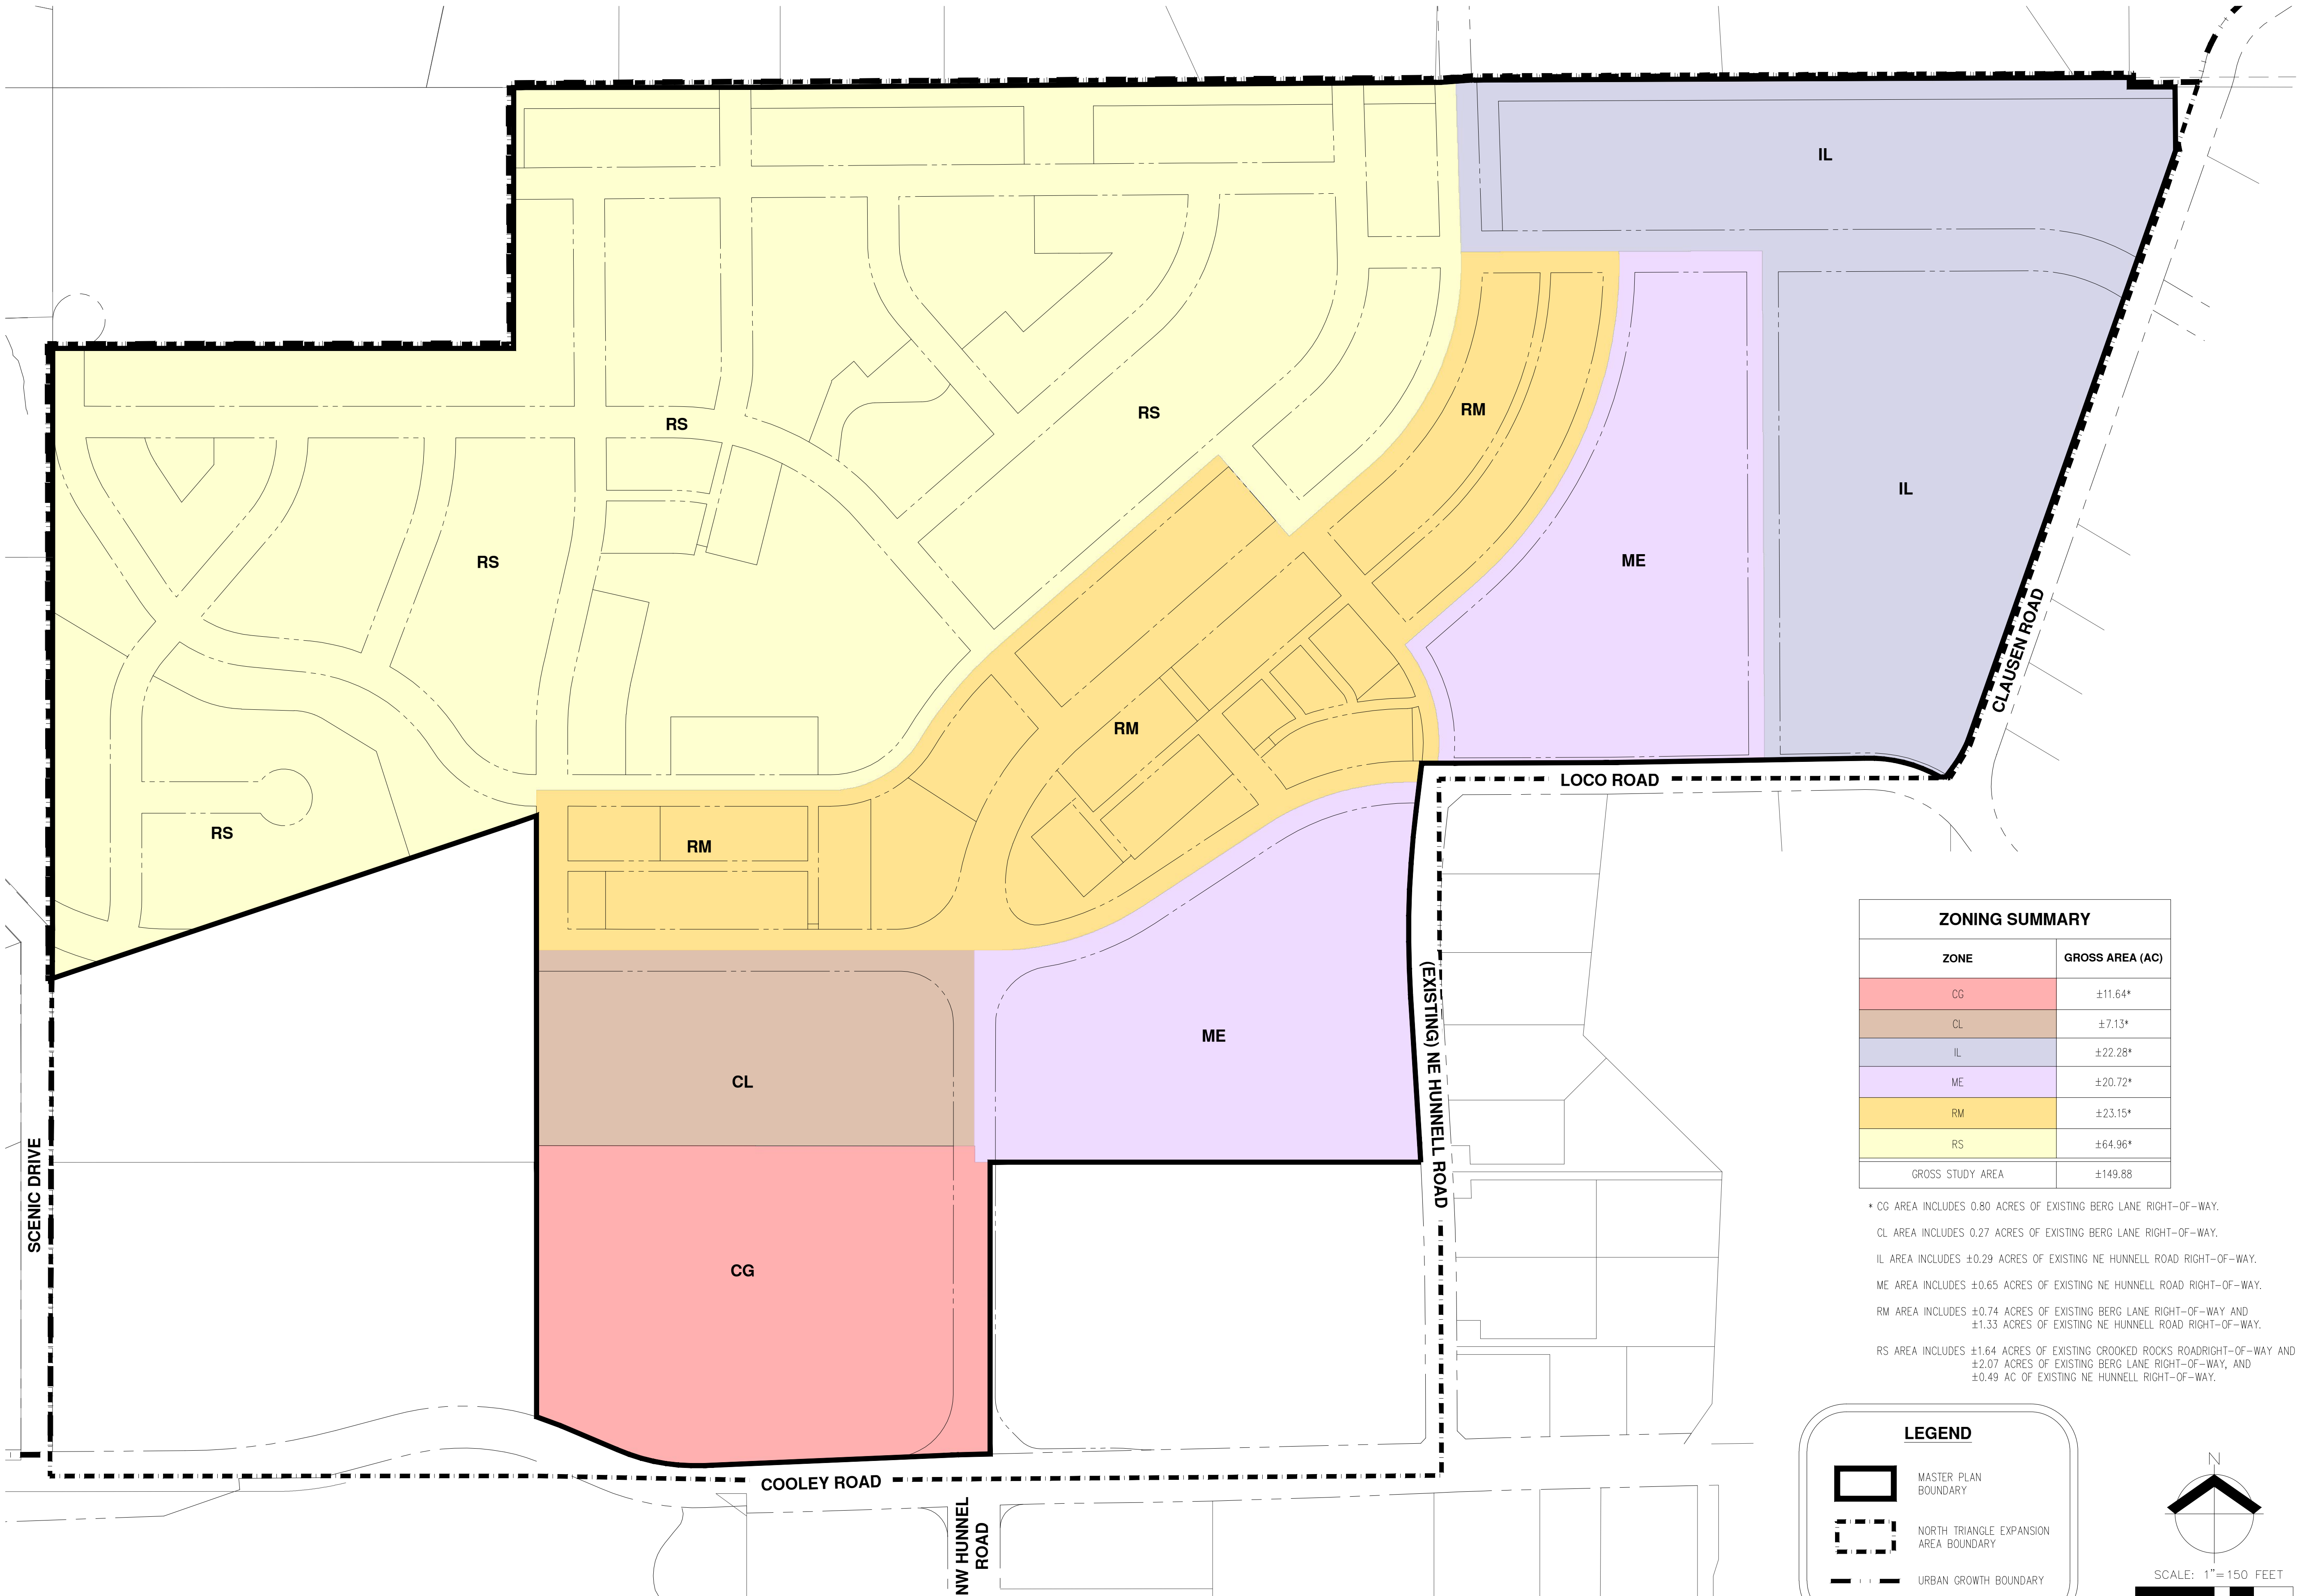 IL
RS
RS
RM
IL
RS
ME
CLAUSEN ROAD
RM
LOCO ROAD
RS
RM
(EXISTING) NE HUNNELL ROAD
ME
CL
SCENIC DRIVE
CG
COOLEY ROAD
NW HUNNEL
ROAD
ZONING SUMMARY
ZONE GROSS AREA (AC)
CG ±11.64*
CL ±7.13*
IL ±22.28*
ME ±20.72*
RM ±23.15*
RS ±64.96*
GROSS STUDY AREA ±149.88
* CG AREA INCLUDES 0.80 ACRES OF EXISTING BERG LANE RIGHT-OF-WAY.
CL AREA INCLUDES 0.27 ACRES OF EXISTING BERG LANE RIGHT-OF-WAY.
IL AREA INCLUDES ±0.29 ACRES OF EXISTING NE HUNNELL ROAD RIGHT-OF-WAY.
ME AREA INCLUDES ±0.65 ACRES OF EXISTING NE HUNNELL ROAD RIGHT-OF-WAY.
RM AREA INCLUDES ±0.74 ACRES OF EXISTING BERG LANE RIGHT-OF-WAY AND
±1.33 ACRES OF EXISTING NE HUNNELL ROAD RIGHT-OF-WAY.
RS AREA INCLUDES ±1.64 ACRES OF EXISTING CROOKED ROCKS ROADRIGHT-OF-WAY AND
±2.07 ACRES OF EXISTING BERG LANE RIGHT-OF-WAY, AND
±0.49 AC OF EXISTING NE HUNNELL RIGHT-OF-WAY.
LEGEND
MASTER PLAN
BOUNDARY
NORTH TRIANGLE EXPANSION
AREA BOUNDARY
URBAN GROWTH BOUNDARY
N
SCALE: 1"=150 FEET